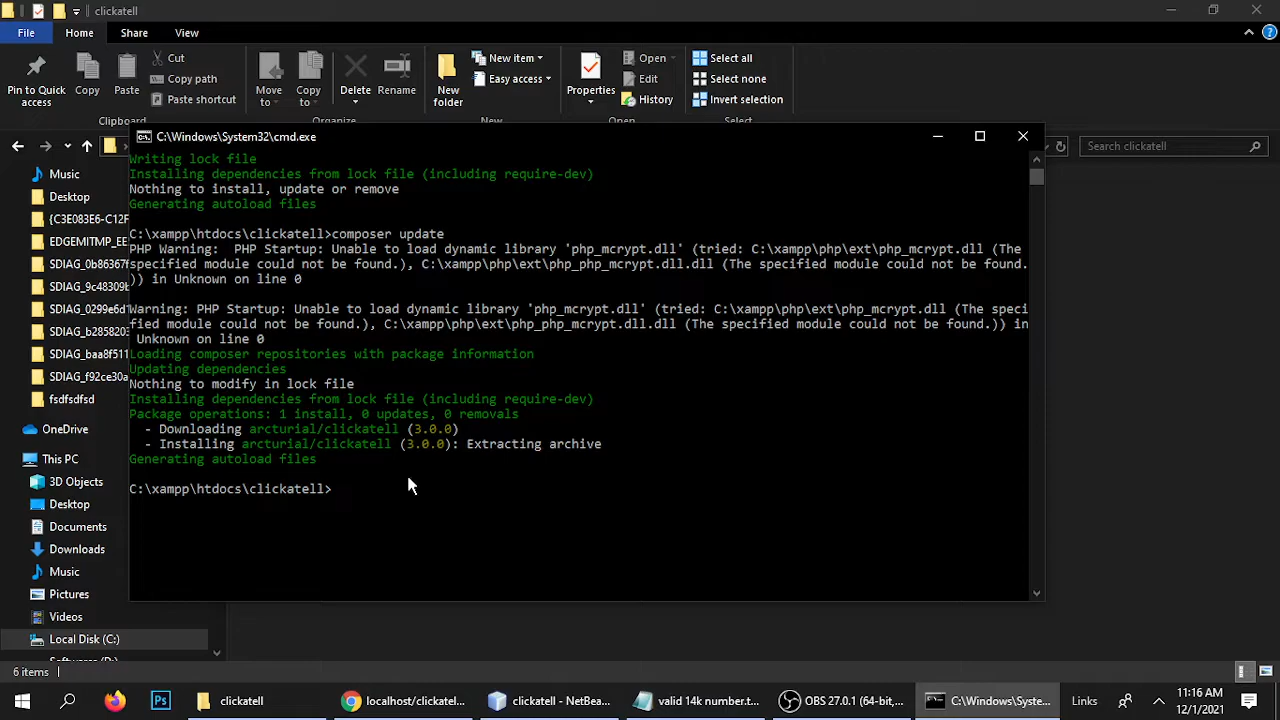 clickatell
File Home Share View
Pin to Quick access
Copy
Paste
Cut
Copy path
Paste shortcut
Clipboard
Move to
Copy to
Delete
Rename
Organize
New folder
New item
Easy access
New
Properties
Open
Edit
History
Open
Select all
Select none
Invert selection
Select
Search clickatell
Music
Desktop
{C3E083E6-C12F
EDGEMITMP_EE
SDIAG_0b86367f
SDIAG_9c48309b
SDIAG_0299e6d1
SDIAG_b2858203
SDIAG_baa8f511
SDIAG_f92ce30a
fsdfsdfsd
OneDrive
This PC
3D Objects
Desktop
Documents
Downloads
Music
Pictures
Videos
Local Disk (C:)
C:\Windows\System32\cmd.exe
Writing lock file
Installing dependencies from lock file (including require-dev)
Nothing to install, update or remove
Generating autoload files
C:\xampp\htdocs\clickatell>composer update
PHP Warning:  PHP Startup: Unable to load dynamic library 'php_mcrypt.dll' (tried: C:\xampp\php\ext\php_mcrypt.dll (The
specified module could not be found.), C:\xampp\php\ext\php_php_mcrypt.dll.dll (The specified module could not be found.
)) in Unknown on line 0
Warning: PHP Startup: Unable to load dynamic library 'php_mcrypt.dll' (tried: C:\xampp\php\ext\php_mcrypt.dll (The speci
fied module could not be found.), C:\xampp\php\ext\php_php_mcrypt.dll.dll (The specified module could not be found.)) in
Unknown on line 0
Loading composer repositories with package information
Updating dependencies
Nothing to modify in lock file
Installing dependencies from lock file (including require-dev)
Package operations: 1 install, 0 updates, 0 removals
- Downloading arcturial/clickatell (3.0.0)
- Installing arcturial/clickatell (3.0.0): Extracting archive
Generating autoload files
C:\xampp\htdocs\clickatell>
6 items
clickatell
localhost/clickatel...
clickatell - NetBea...
valid 14k number.t...
OBS 27.0.1 (64-bit,...
C:\Windows\Syste...
Links
11:16 AM
12/1/2021